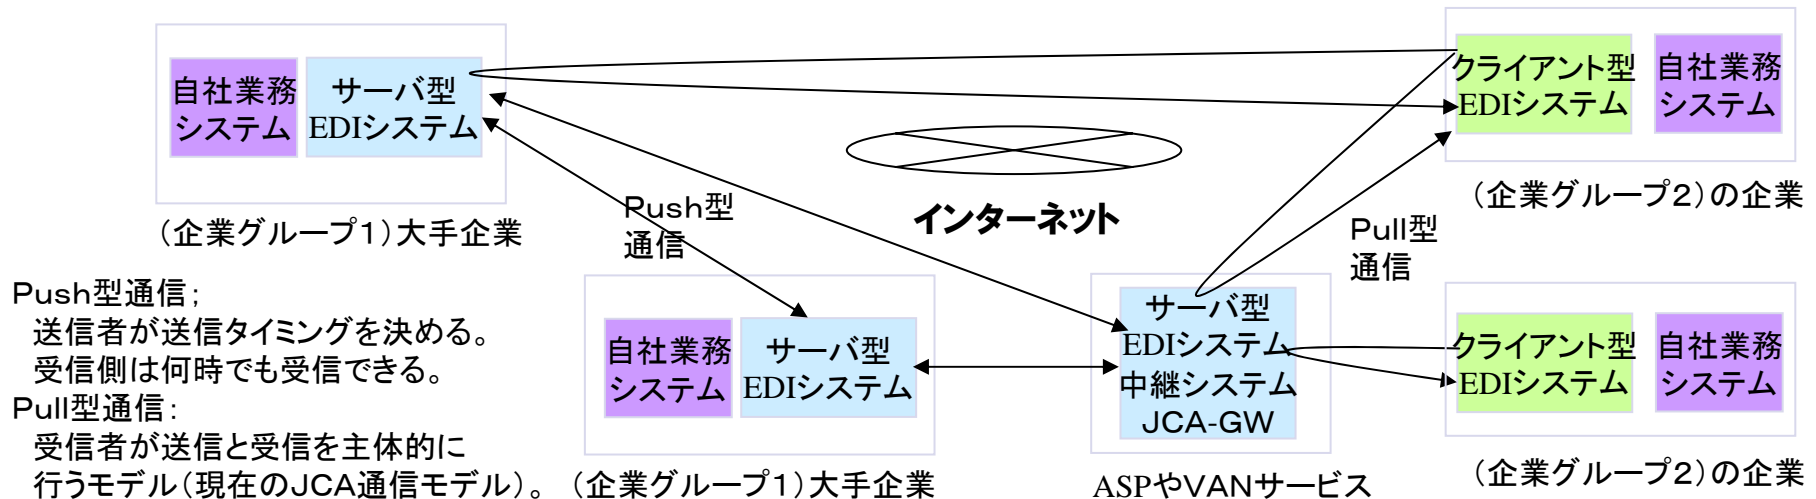 自社業務
システム
サーバ型
EDIシステム
(企業グループ1)大手企業
クライアント型
EDIシステム
自社業務
システム
(企業グループ2)の企業
Push型
通信
インターネット
Pull型
通信
Push型通信;
送信者が送信タイミングを決める。
受信側は何時でも受信できる。
Pull型通信:
受信者が送信と受信を主体的に
行うモデル(現在のJCA通信モデル)。
自社業務
システム
サーバ型
EDIシステム
(企業グループ1)大手企業
サーバ型
EDIシステム
中継システム
JCA-GW
ASPやVANサービス
クライアント型
EDIシステム
自社業務
システム
(企業グループ2)の企業